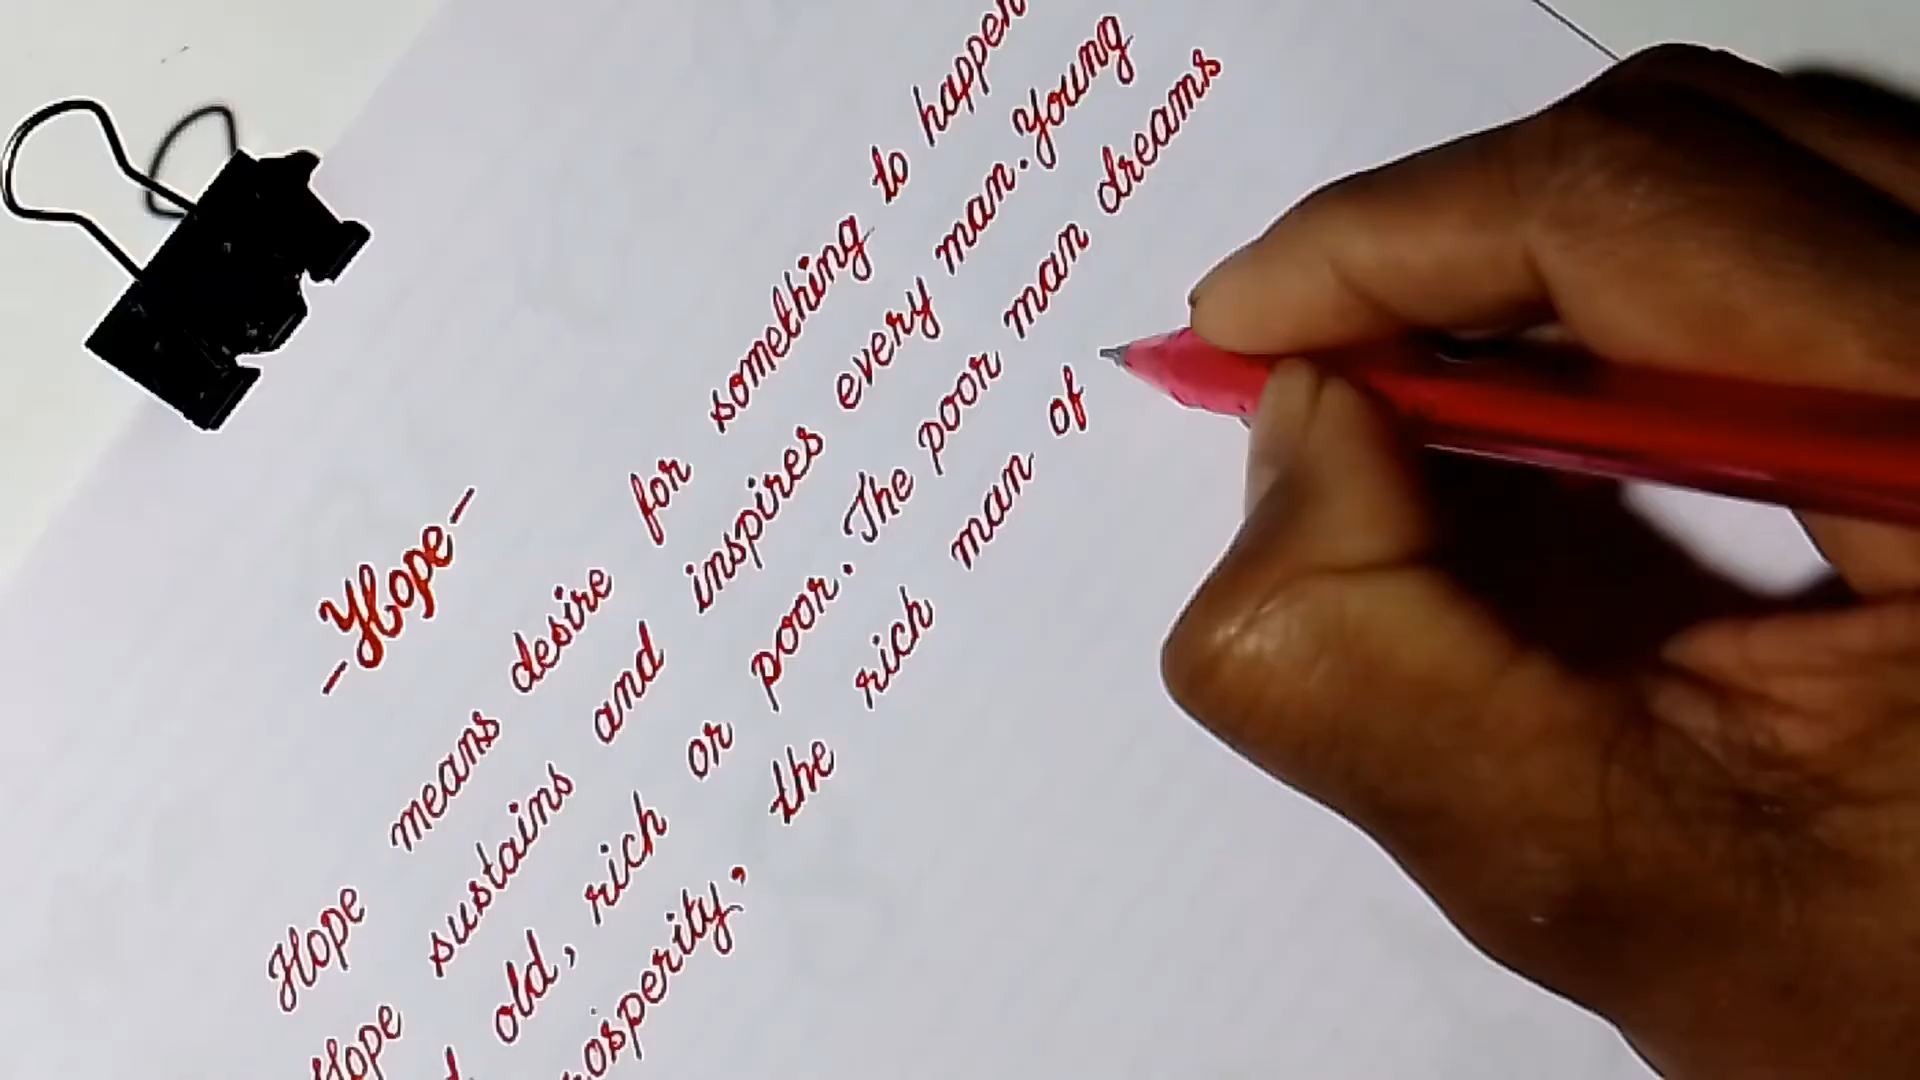 -Hope-
Hope means desire for something to happen
Hope sustains and inspires every man. Young
old, rich or poor. The poor man dreams
the rich man of